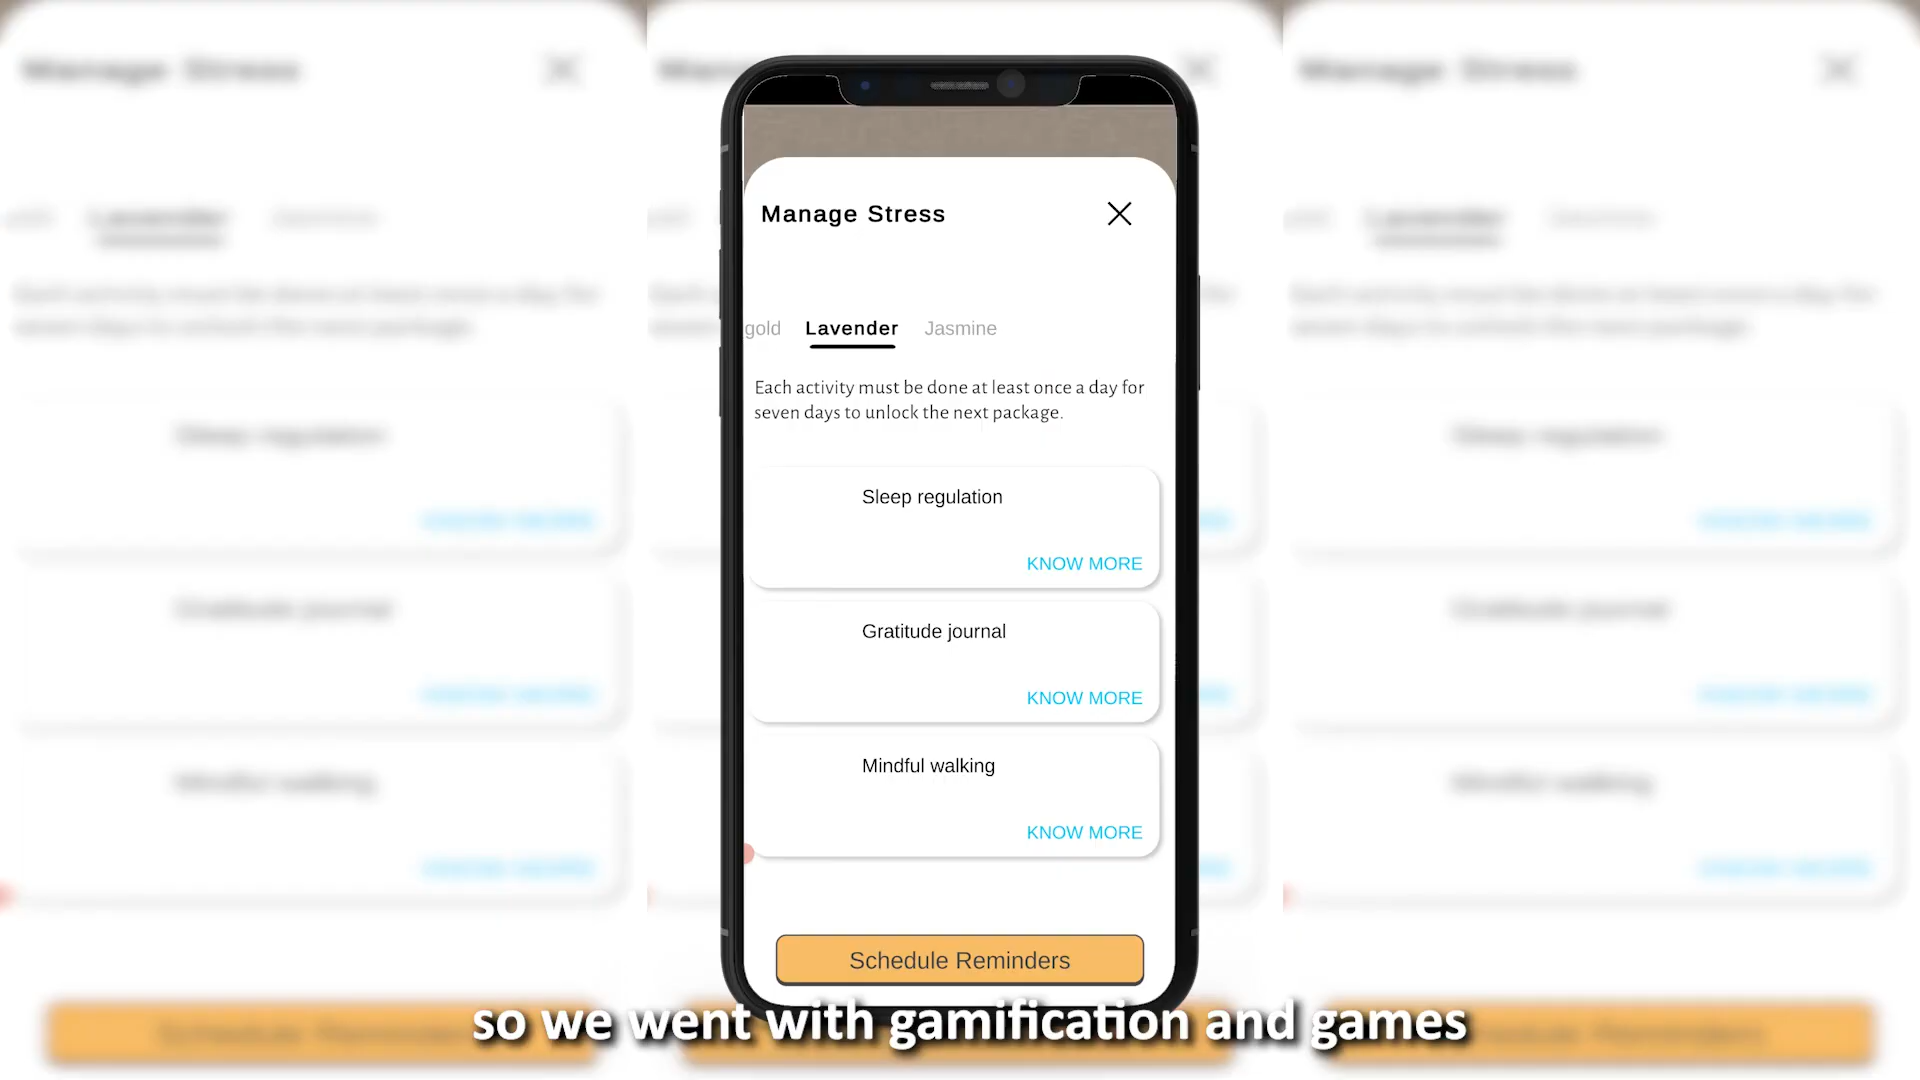 Manage Stress
gold Lavender Jasmine
Each activity must be done at least once a day for
seven days to unlock the next package.
Sleep regulation
KNOW MORE
Gratitude journal
KNOW MORE
Mindful walking
KNOW MORE
Schedule Reminders
so we went with gamification and games